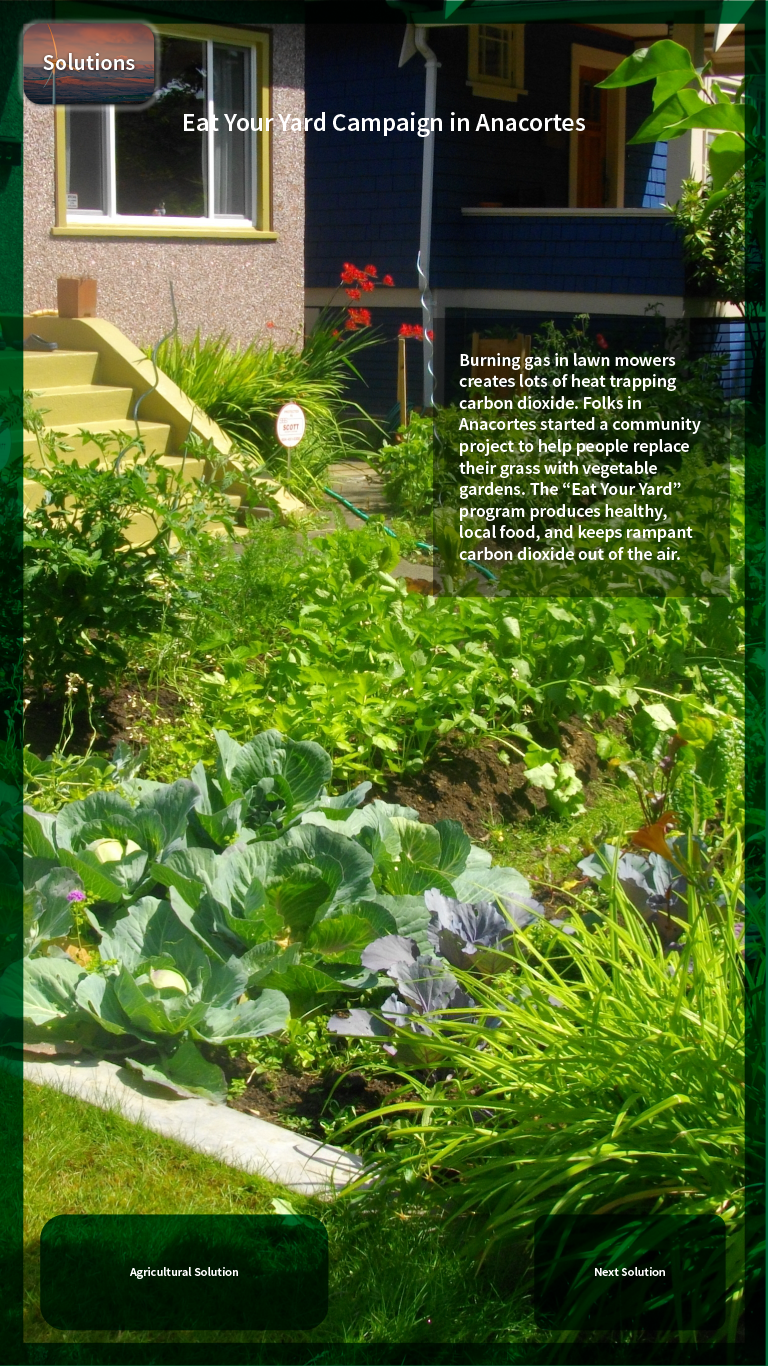 Solutions
Eat Your Yard Campaign in Anacortes
Burning gas in lawn mowers
creates lots of heat trapping
carbon dioxide. Folks in
Anacortes started a community
project to help people replace
their grass with vegetable
gardens. The “Eat Your Yard”
program produces healthy,
local food, and keeps rampant
carbon dioxide out of the air.
SCOTT
Agricultural Solution
Next Solution